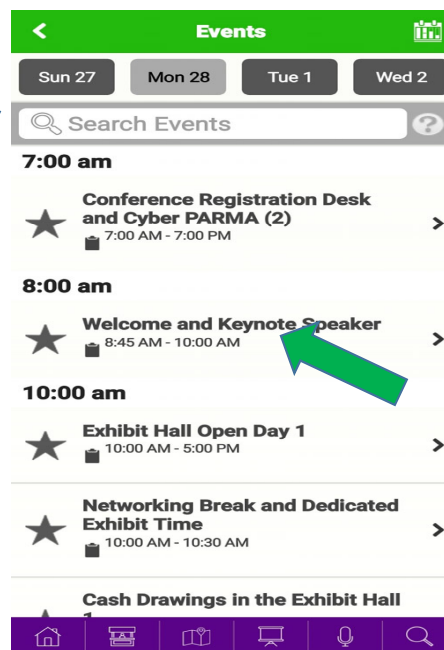 Events
Sun 27
Mon 28
Tue 1
Wed 2
Search Events
?
7:00 am
Conference Registration Desk
and Cyber PARMA (2)
7:00 AM - 7:00 PM
8:00 am
Welcome and Keynote Speaker
8:45 AM - 10:00 AM
10:00 am
Exhibit Hall Open Day 1
10:00 AM - 5:00 PM
Networking Break and Dedicated
Exhibit Time
10:00 AM - 10:30 AM
Cash Drawings in the Exhibit Hall